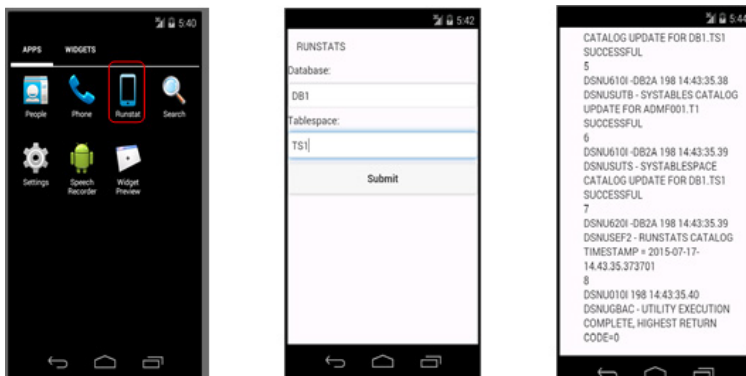 5:40
APPS WIDGETS
People Phone Runstat Search
Settings Speech Recorder Widget Preview
5:42
RUNSTATS
Database:
DB1
Tablespace:
TS1
Submit
5:44
CATALOG UPDATE FOR DB1.TS1
SUCCESSFUL
5
DSNU610I -DB2A 198 14:43:35.38
DSNUSUTB - SYSTABLES CATALOG
UPDATE FOR ADMF001.T1
SUCCESSFUL
6
DSNU610I -DB2A 198 14:43:35.39
DSNUSUTS - SYSTABLESPACE
CATALOG UPDATE FOR DB1.TS1
SUCCESSFUL
7
DSNU620I -DB2A 198 14:43:35.39
DSNUSEF2 - RUNSTATS CATALOG
TIMESTAMP = 2015-07-17-
14.43.35.373701
8
DSNU010I 198 14:43:35.40
DSNUGBAC - UTILITY EXECUTION
COMPLETE, HIGHEST RETURN
CODE=0